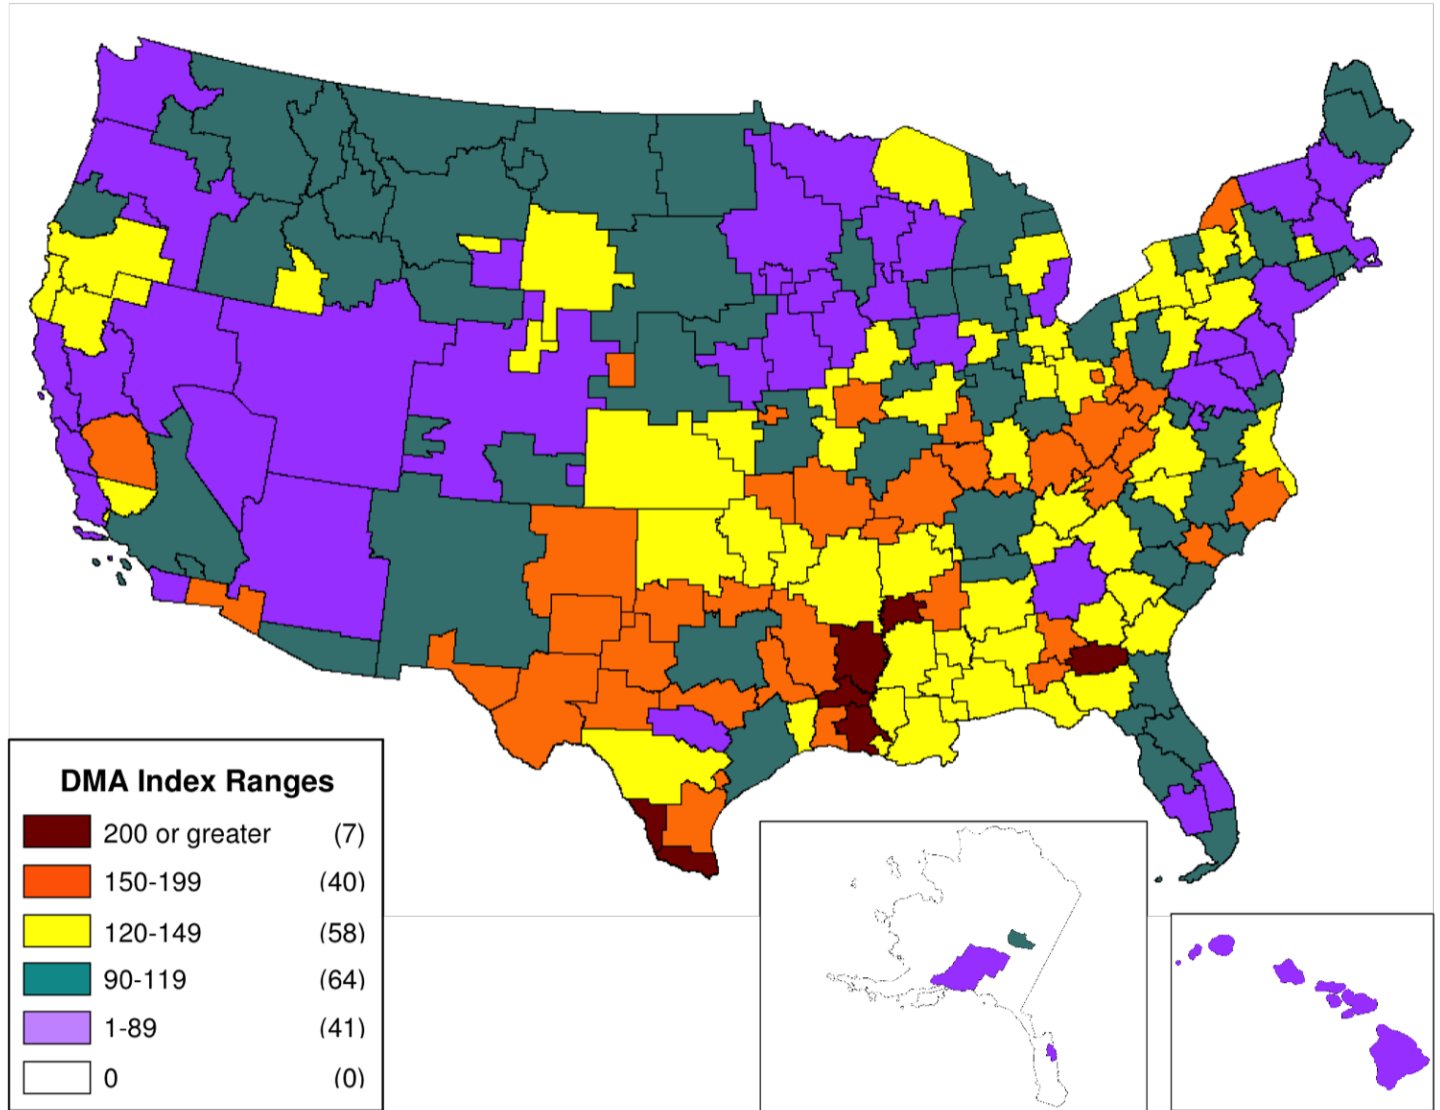 DMA Index Ranges
200 or greater (7)
150-199 (40)
120-149 (58)
90-119 (64)
1-89 (41)
0 (0)